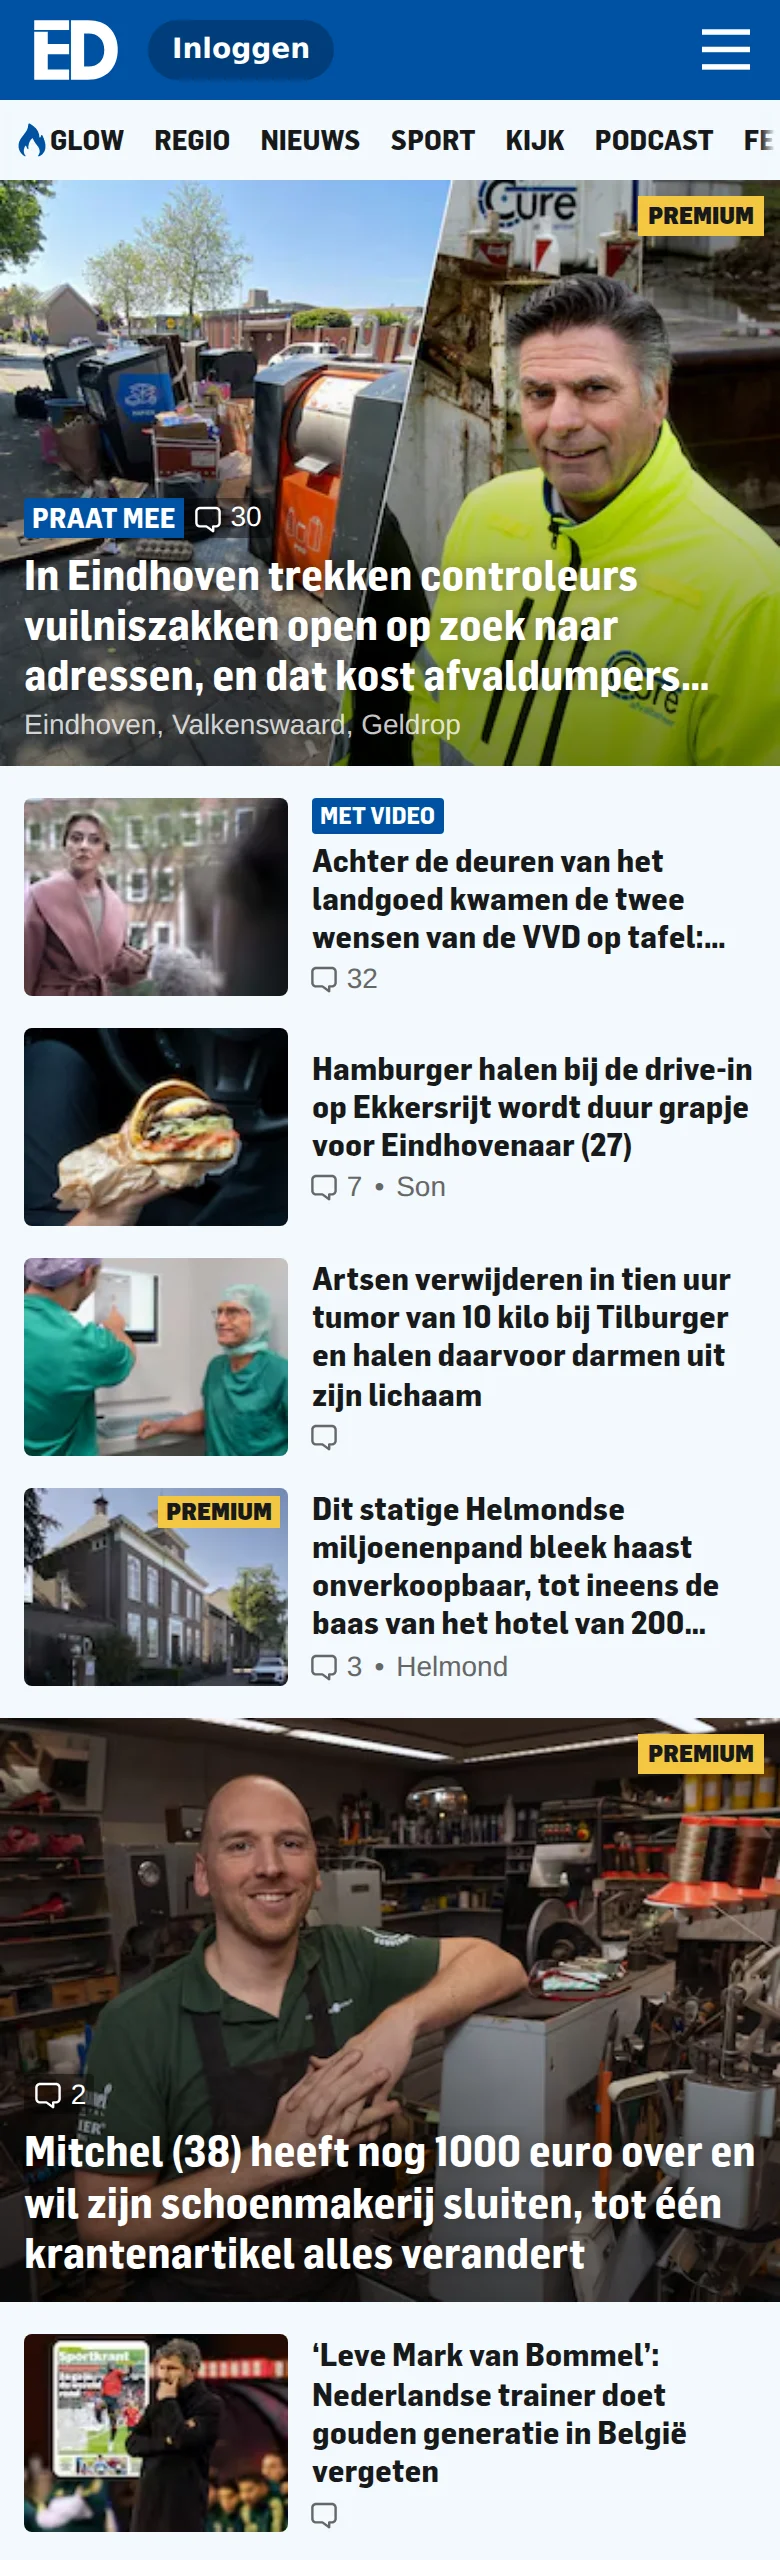 ED
Inloggen
GLOW REGIO NIEUWS SPORT KIJK PODCAST FE
Cure
PREMIUM
PRAAT MEE 30
In Eindhoven trekken controleurs
vuilniszakken open op zoek naar
adressen, en dat kost afvaldumpers...
Cure
Eindhoven, Valkenswaard, Geldrop
MET VIDEO
Achter de deuren van het
landgoed kwamen de twee
wensen van de VVD op tafel:...
32
Hamburger halen bij de drive-in
op Ekkersrijt wordt duur grapje
voor Eindhovenaar (27)
7 • Son
Artsen verwijderen in tien uur
tumor van 10 kilo bij Tilburger
en halen daarvoor darmen uit
zijn lichaam
PREMIUM
Dit statige Helmondse
miljoenenpand bleek haast
onverkoopbaar, tot ineens de
baas van het hotel van 200...
3 • Helmond
PREMIUM
2
Mitchel (38) heeft nog 1000 euro over en
wil zijn schoenmakerij sluiten, tot één
krantenartikel alles verandert
Sportkrant
‘Leve Mark van Bommel’:
Nederlandse trainer doet
gouden generatie in België
vergeten